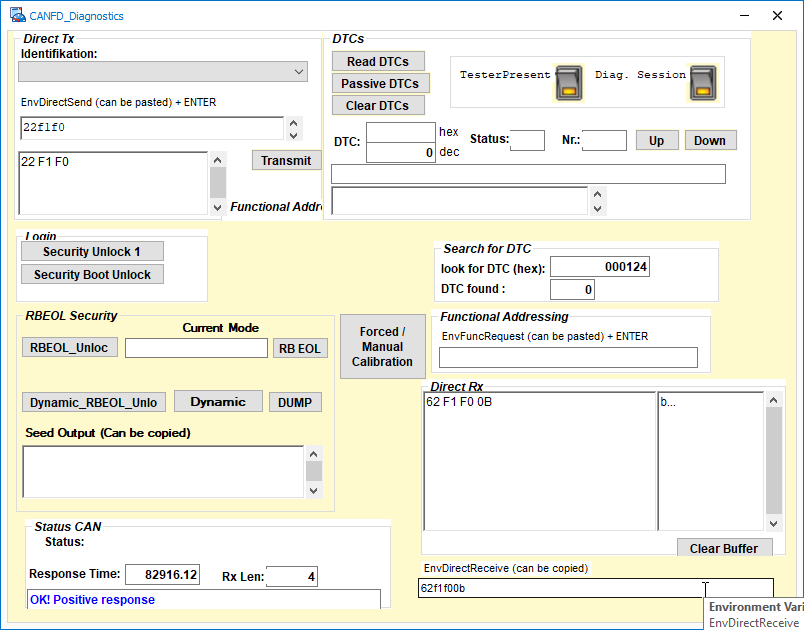 CANFD_Diagnostics
Direct Tx
Identifikation:
EnvDirectSend (can be pasted) + ENTER
22f1f0
22 F1 F0
Transmit
Functional Addr
DTCs
Read DTCs
Passive DTCs
Clear DTCs
TesterPresent
Diag. Session
DTC:
hex
0 dec
Status:
Nr.:
Up
Down
Login
Security Unlock 1
Security Boot Unlock
Search for DTC
look for DTC (hex): 000124
DTC found : 0
RBEOL Security
Current Mode
RBEOL_Unloc
RB EOL
Dynamic_RBEOL_Unlo
Dynamic
DUMP
Seed Output (Can be copied)
Forced /
Manual
Calibration
Functional Addressing
EnvFuncRequest (can be pasted) + ENTER
Direct Rx
62 F1 F0 0B
b...
Clear Buffer
EnvDirectReceive (can be copied)
62f1f00b
Environment Vari
EnvDirectReceive
Status CAN
Status:
Response Time: 82916.12
Rx Len: 4
OK! Positive response